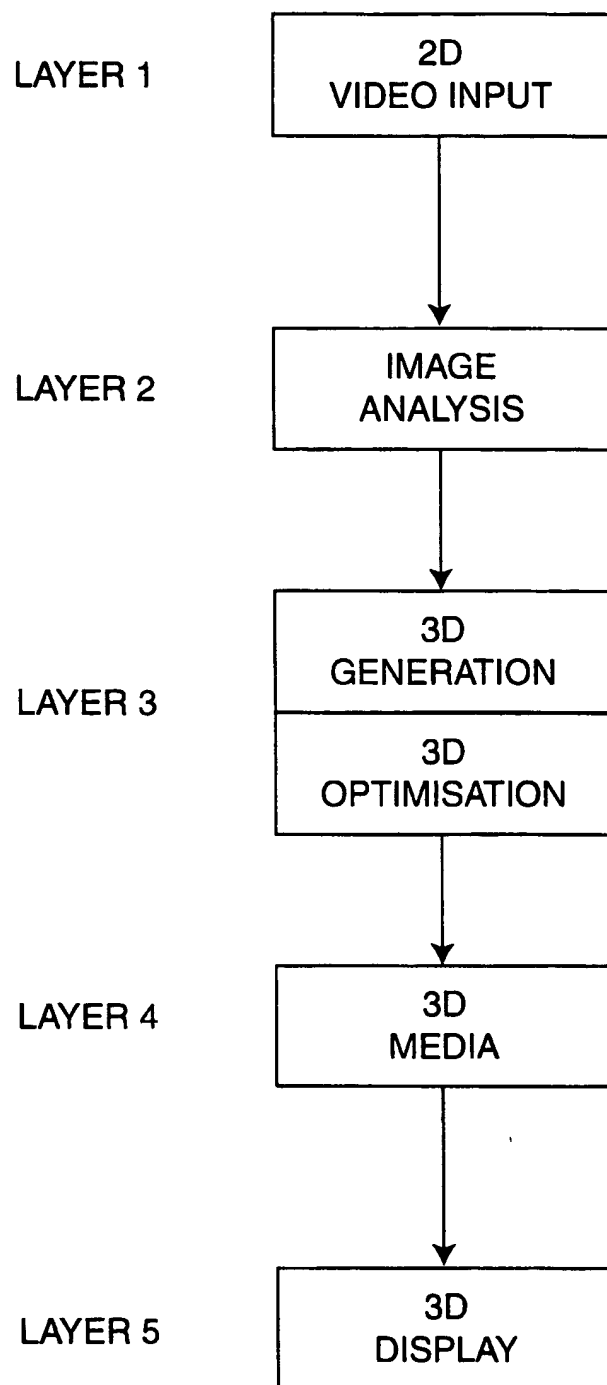 LAYER 1
2D
VIDEO INPUT
LAYER 2
IMAGE
ANALYSIS
LAYER 3
3D
GENERATION
3D
OPTIMISATION
LAYER 4
3D
MEDIA
LAYER 5
3D
DISPLAY